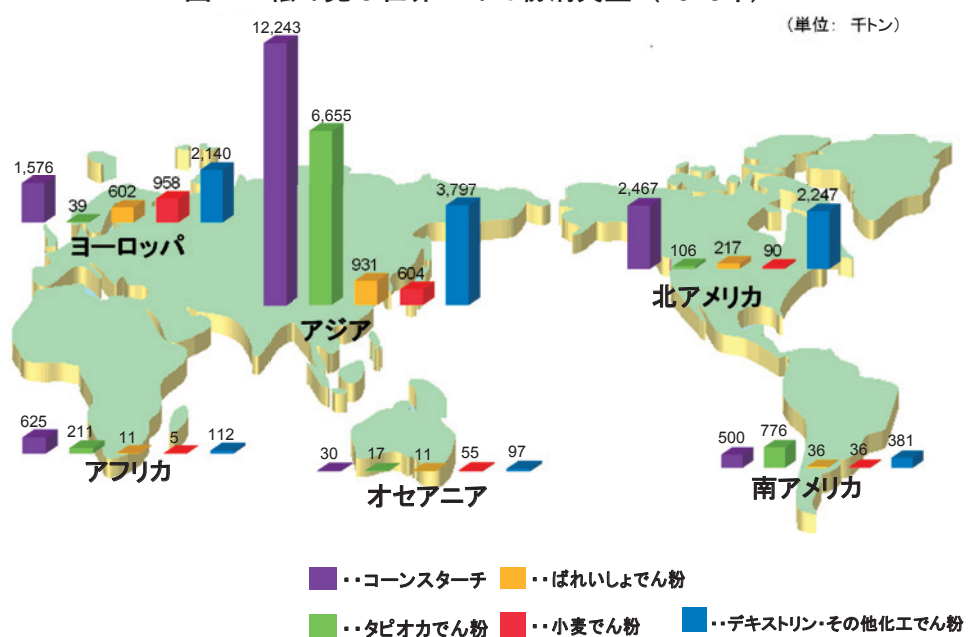 (単位: 千トン)
12,243
6,655
931
604
3,797
アジア
1,576
39
602
958
2,140
ヨーロッパ
2,467
106
217
90
2,247
北アメリカ
625
211
11
5
112
アフリカ
30
17
11
55
97
オセアニア
500
776
36
36
381
南アメリカ
・・コーンスターチ
・・ばれいしょでん粉
・・タピオカでん粉
・・小麦でん粉
・・デキストリン・その他化工でん粉